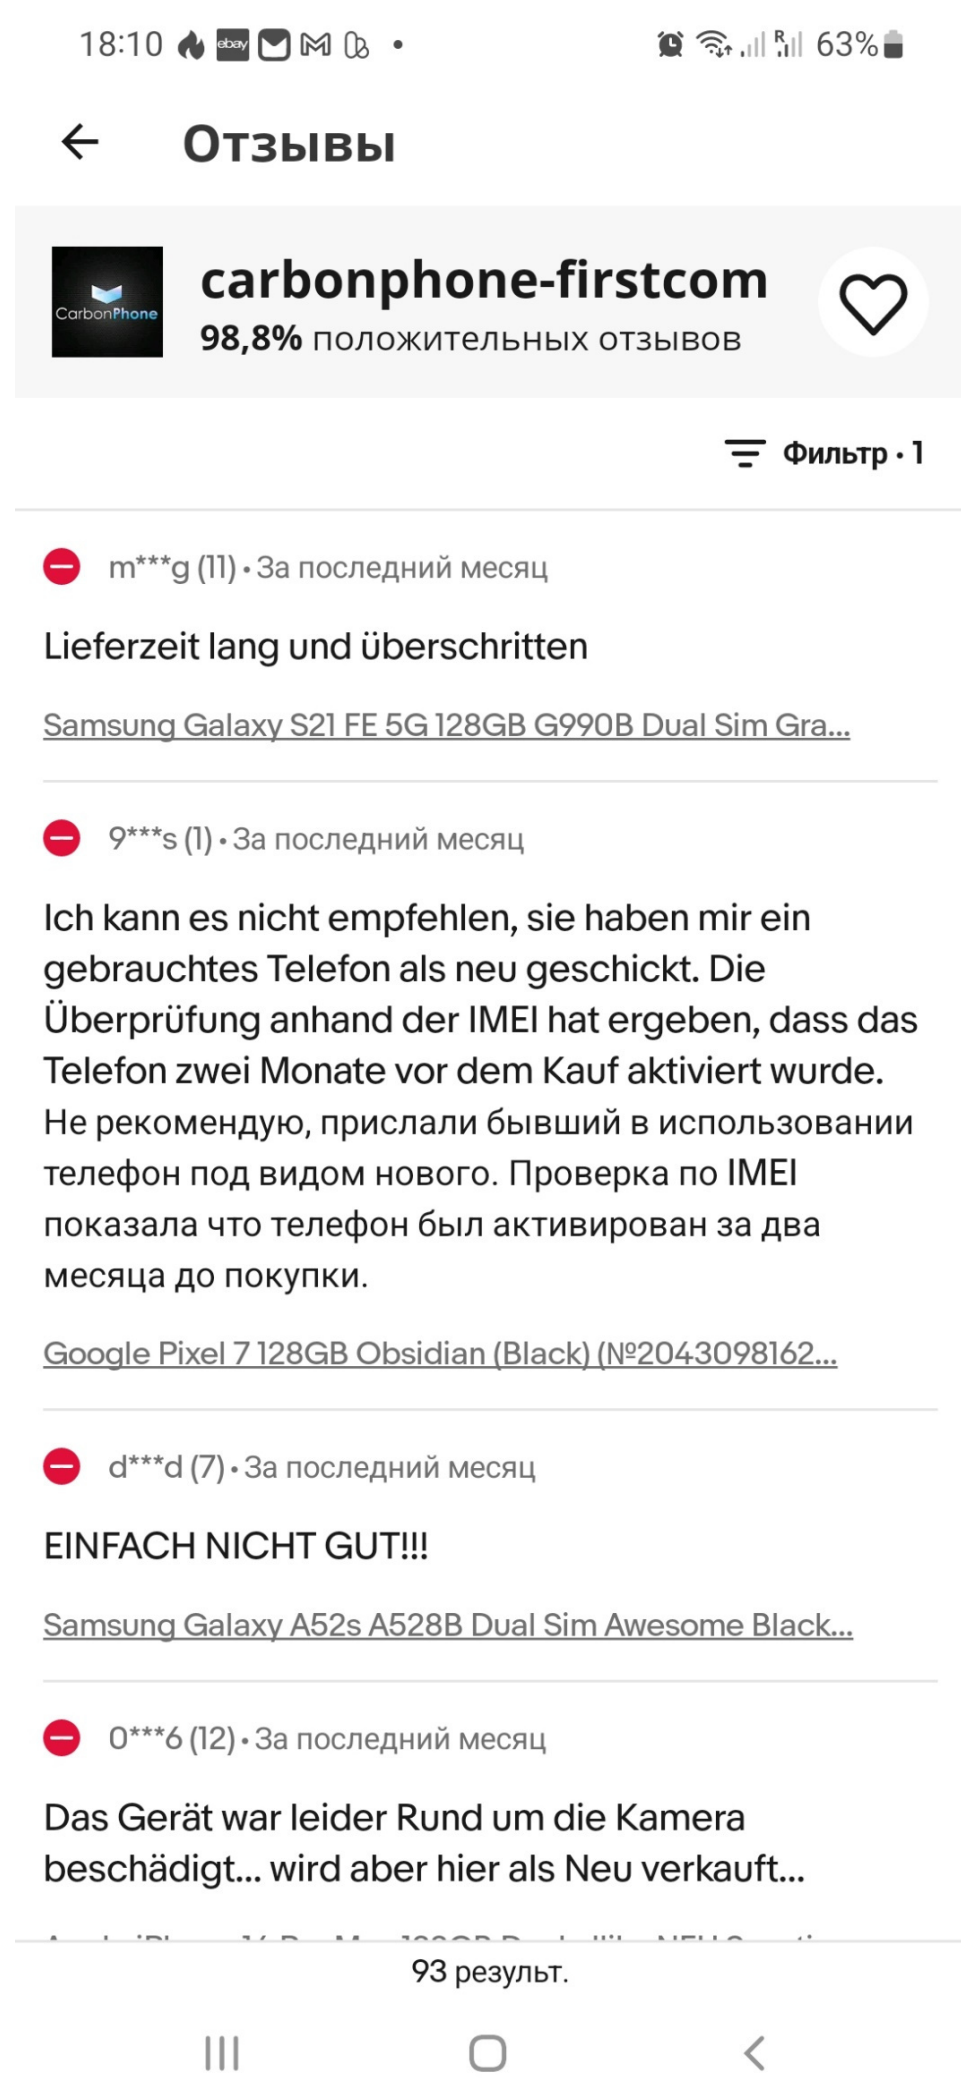 18:10 ebay 63%
Отзывы
CarbonPhone
carbonphone-firstcom
98,8% положительных отзывов
Фильтр • 1
m***g (11) • За последний месяц
Lieferzeit lang und überschritten
Samsung Galaxy S21 FE 5G 128GB G990B Dual Sim Gra...
9***s (1) • За последний месяц
Ich kann es nicht empfehlen, sie haben mir ein
gebrauchtes Telefon als neu geschickt. Die
Überprüfung anhand der IMEI hat ergeben, dass das
Telefon zwei Monate vor dem Kauf aktiviert wurde.
Не рекомендую, прислали бывший в использовании
телефон под видом нового. Проверка по IMEI
показала что телефон был активирован за два
месяца до покупки.
Google Pixel 7 128GB Obsidian (Black) (№2043098162...
d***d (7) • За последний месяц
EINFACH NICHT GUT!!!
Samsung Galaxy A52s A528B Dual Sim Awesome Black...
0***6 (12) • За последний месяц
Das Gerät war leider Rund um die Kamera
beschädigt... wird aber hier als Neu verkauft...
93 результ.